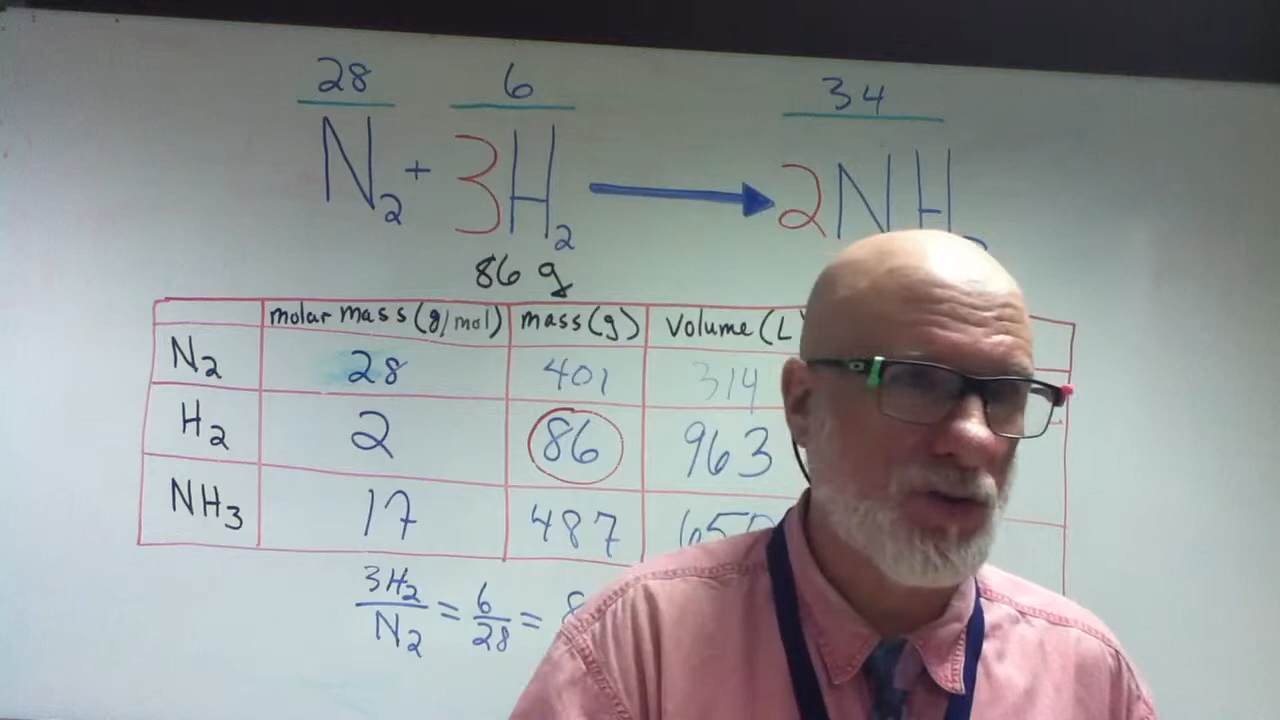 28 6 34
N₂ + 3H₂ → 2NH
86 g
molar mass (g/mol) mass (g) Volume (L
N₂ 28 401 314
H₂ 2 86 963
NH₃ 17 487
3H₂/N₂ = 6/28 =